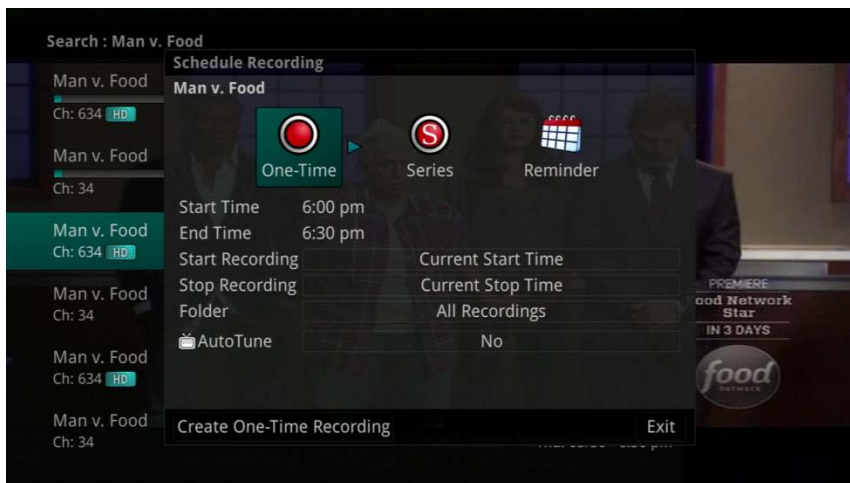 Search : Man v. Food
Schedule Recording
Man v. Food
One-Time
S
Series
Reminder
Start Time 6:00 pm
End Time 6:30 pm
Start Recording Current Start Time
Stop Recording Current Stop Time
Folder All Recordings
AutoTune No
Create One-Time Recording Exit
Man v. Food
Ch: 634 HD
Man v. Food
Ch: 34
Man v. Food
Ch: 634 HD
Man v. Food
Ch: 34
Man v. Food
Ch: 634 HD
Man v. Food
Ch: 34
PREMIERE
ood Network
Star
IN 3 DAYS
food
network